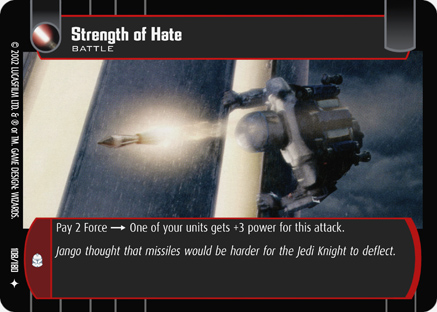 Strength of Hate
BATTLE
Pay 2 Force → One of your units gets +3 power for this attack.
Jango thought that missiles would be harder for the Jedi Knight to deflect.
© 2002 LUCASFILM LTD. & ® or TM. GAME DESIGN: WIZARDS.
108/180